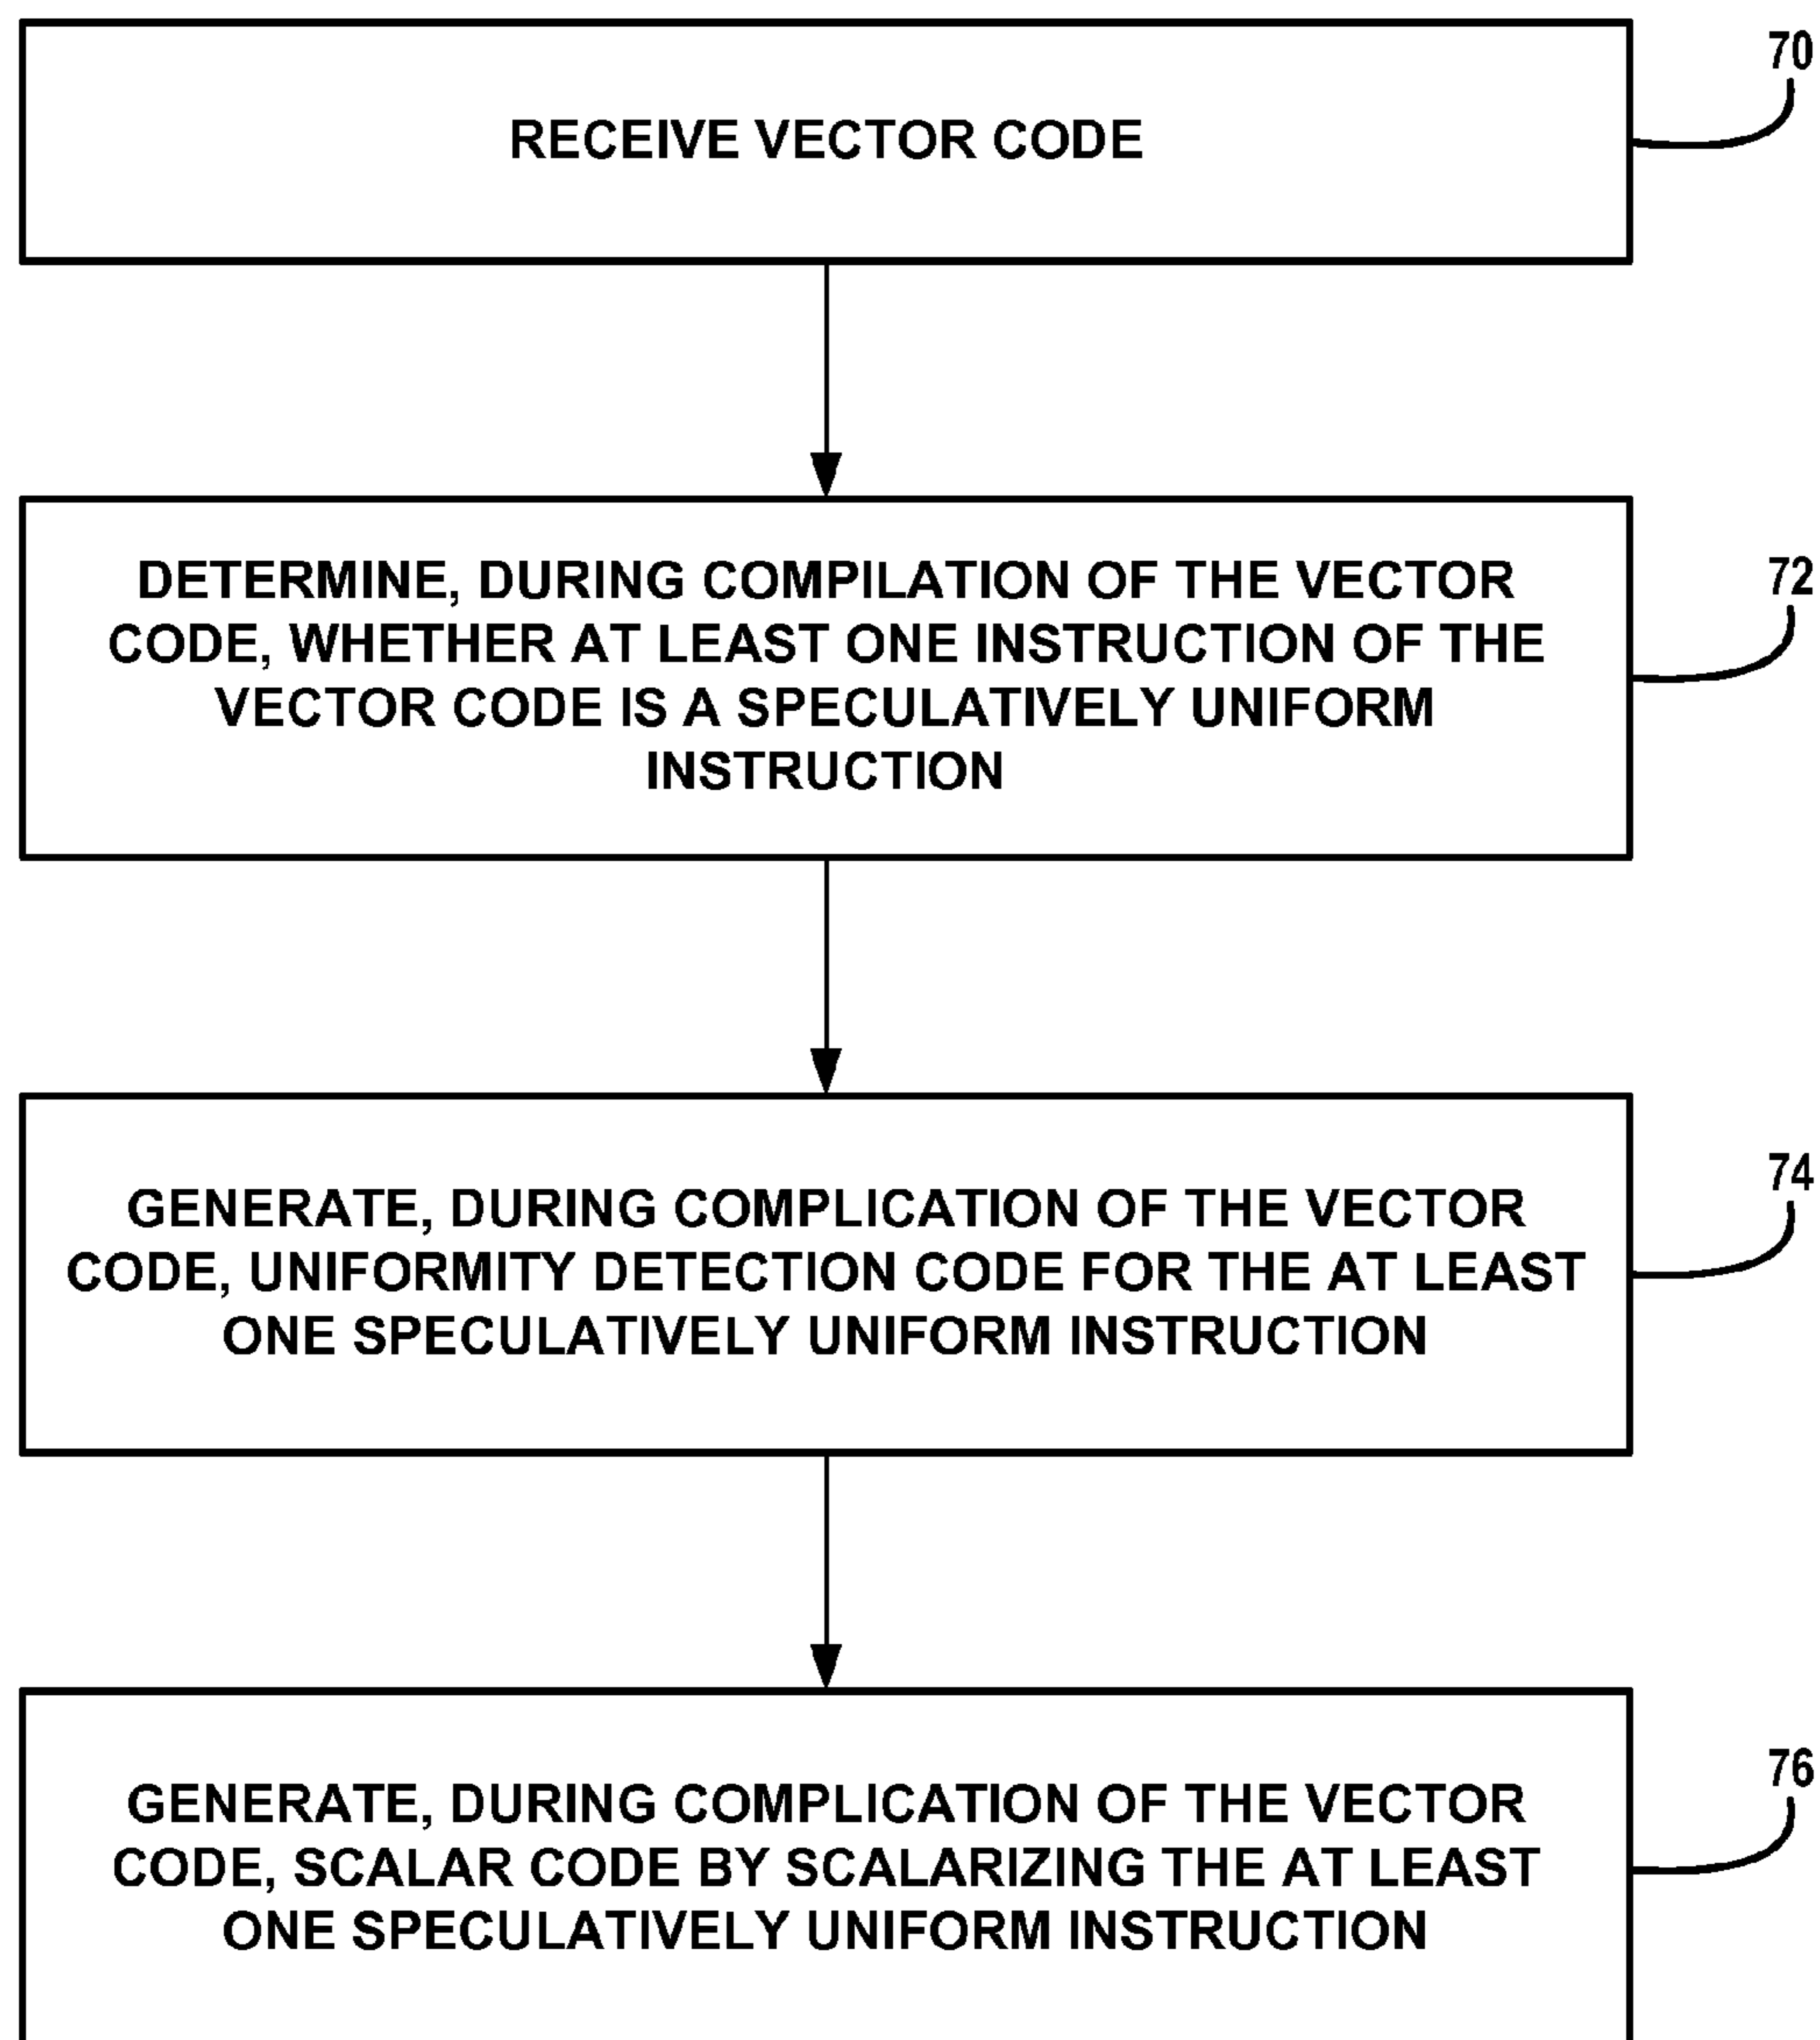 70
RECEIVE VECTOR CODE
72
DETERMINE, DURING COMPILATION OF THE VECTOR
CODE, WHETHER AT LEAST ONE INSTRUCTION OF THE
VECTOR CODE IS A SPECULATIVELY UNIFORM
INSTRUCTION
74
GENERATE, DURING COMPLICATION OF THE VECTOR
CODE, UNIFORMITY DETECTION CODE FOR THE AT LEAST
ONE SPECULATIVELY UNIFORM INSTRUCTION
76
GENERATE, DURING COMPLICATION OF THE VECTOR
CODE, SCALAR CODE BY SCALARIZING THE AT LEAST
ONE SPECULATIVELY UNIFORM INSTRUCTION